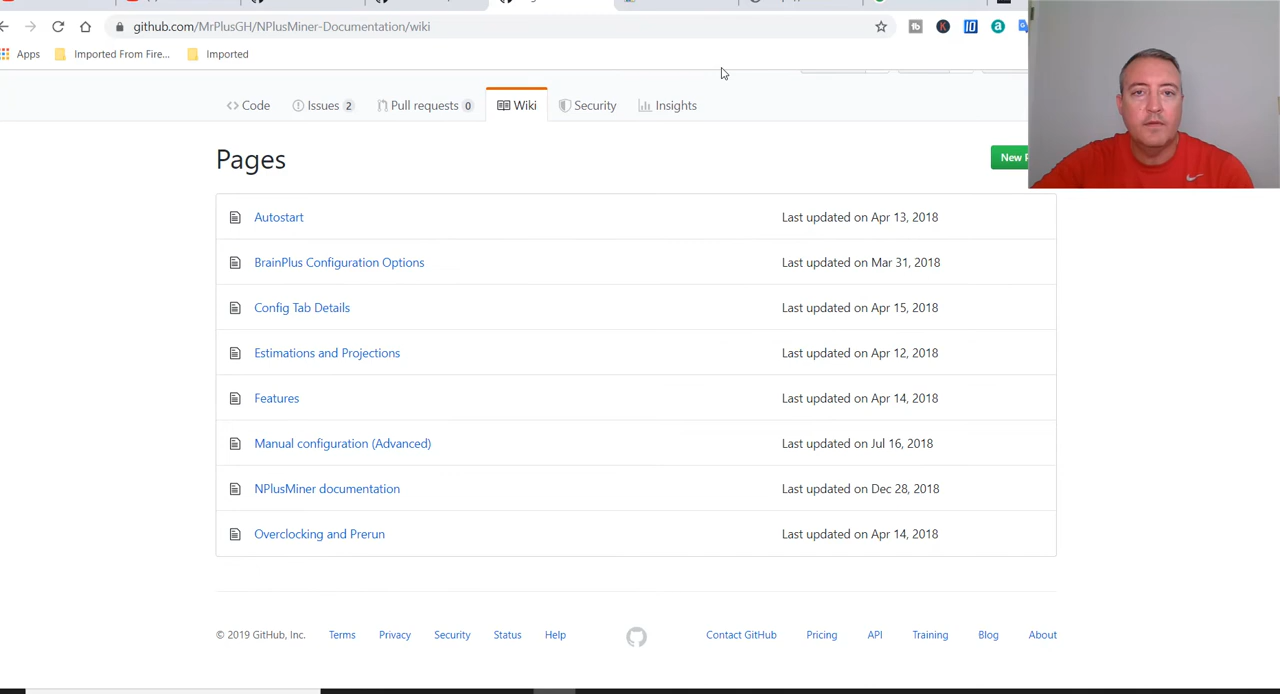 github.com/MrPlusGH/NPlusMiner-Documentation/wiki
Apps Imported From Fire... Imported
Code Issues 2 Pull requests 0 Wiki Security Insights
Pages
New
Autostart Last updated on Apr 13, 2018
BrainPlus Configuration Options Last updated on Mar 31, 2018
Config Tab Details Last updated on Apr 15, 2018
Estimations and Projections Last updated on Apr 12, 2018
Features Last updated on Apr 14, 2018
Manual configuration (Advanced) Last updated on Jul 16, 2018
NPlusMiner documentation Last updated on Dec 28, 2018
Overclocking and Prerun Last updated on Apr 14, 2018
© 2019 GitHub, Inc. Terms Privacy Security Status Help Contact GitHub Pricing API Training Blog About